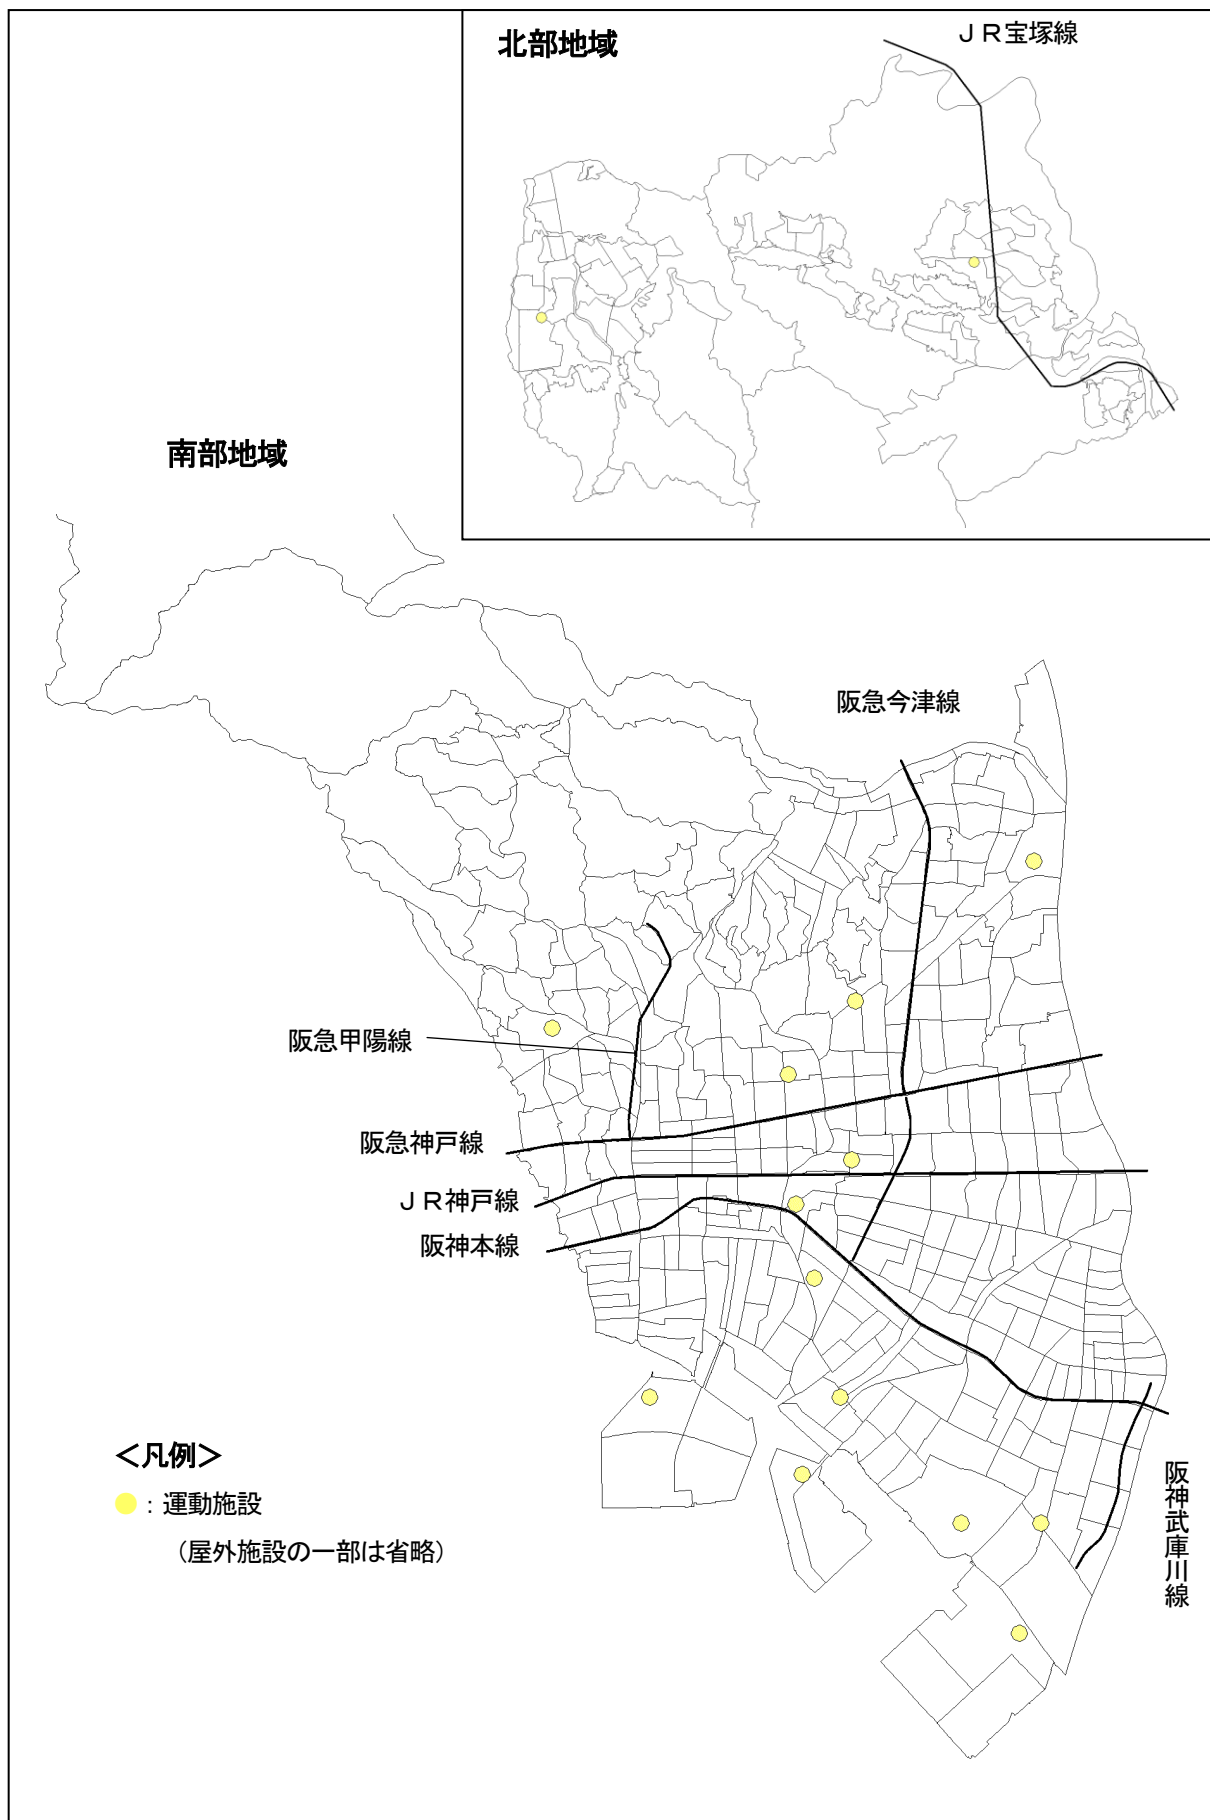 北部地域
ＪＲ宝塚線
南部地域
阪急今津線
阪急甲陽線
阪急神戸線
ＪＲ神戸線
阪神本線
＜凡例＞
：運動施設
（屋外施設の一部は省略）
阪神武庫川線